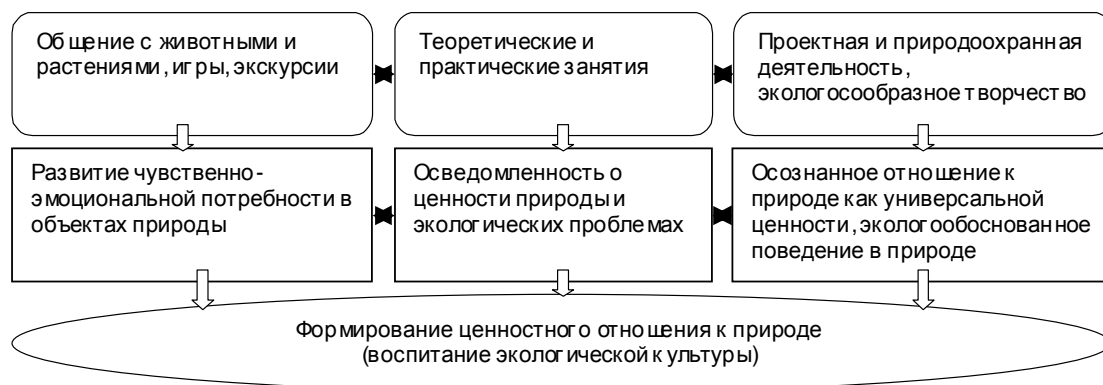 Общение с животными и
растениями, игры, экскурсии
Теоретические и
практические занятия
Проектная и природоохранная
деятельность,
экологосообразное творчество
Развитие чувственно-
эмоциональной потребности в
объектах природы
Осведомленность о
ценности природы и
экологических проблемах
Осознанное отношение к
природе как универсальной
ценности, экологообоснованное
поведение в природе
Формирование ценностного отношения к природе
(воспитание экологической культуры)